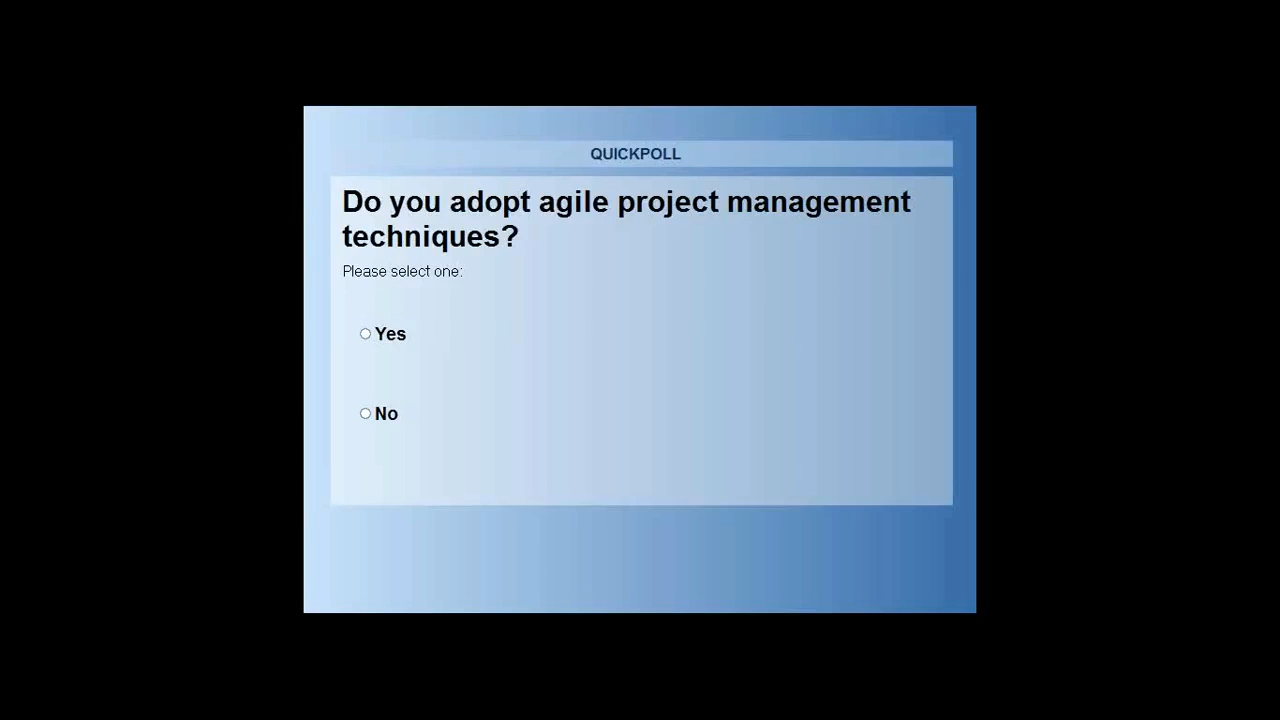 QUICKPOLL
Do you adopt agile project management
techniques?
Please select one:
Yes
No